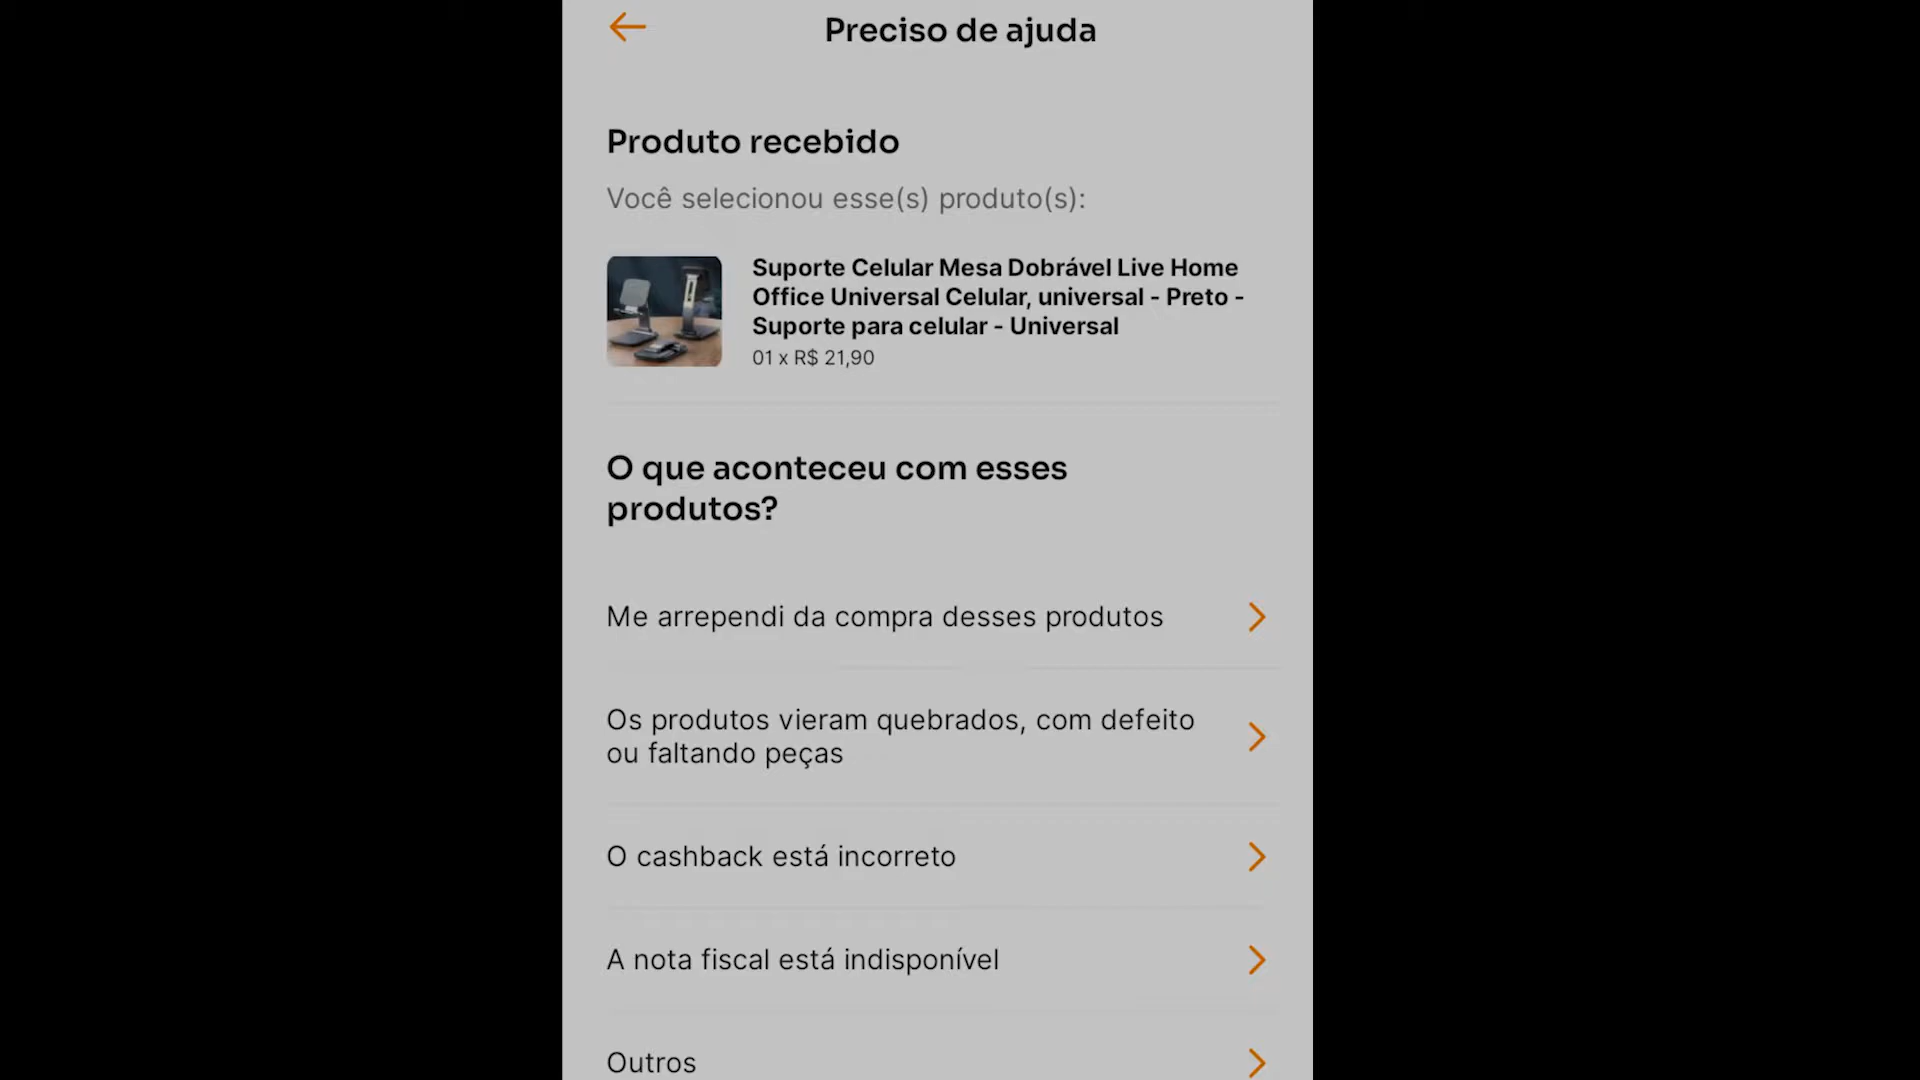 Preciso de ajuda
Produto recebido
Você selecionou esse(s) produto(s):
Suporte Celular Mesa Dobrável Live Home
Office Universal Celular, universal - Preto -
Suporte para celular - Universal
01 x R$ 21,90
O que aconteceu com esses
produtos?
Me arrependi da compra desses produtos
Os produtos vieram quebrados, com defeito
ou faltando peças
O cashback está incorreto
A nota fiscal está indisponível
Outros